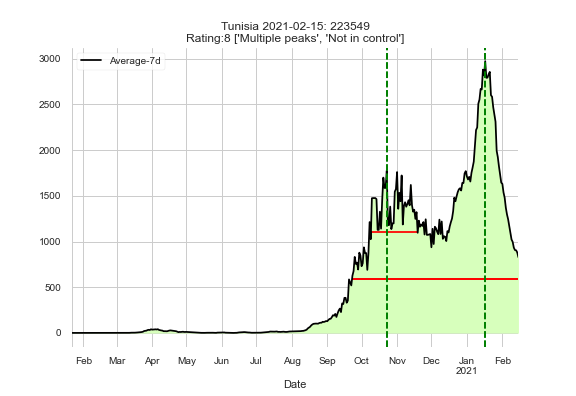 Tunisia 2021-02-15: 223549
Rating:8 ['Multiple peaks', 'Not in control']
Average-7d
3000
2500
2000
1500
1000
500
0
Feb Mar Apr May Jun Jul Aug Sep Oct Nov Dec Jan Feb
2021
Date